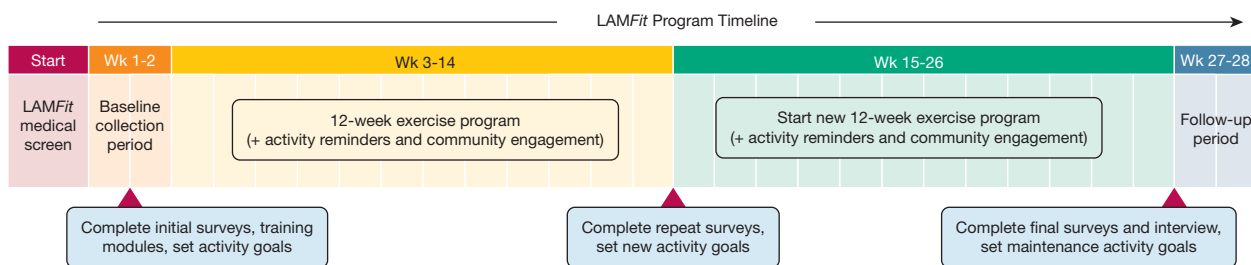 LAMFit Program Timeline
Start
Wk 1-2
Wk 3-14
Wk 15-26
Wk 27-28
LAMFit
medical
screen
Baseline
collection
period
12-week exercise program
(+ activity reminders and community engagement)
Start new 12-week exercise program
(+ activity reminders and community engagement)
Follow-up
period
Complete initial surveys, training
modules, set activity goals
Complete repeat surveys,
set new activity goals
Complete final surveys and interview,
set maintenance activity goals